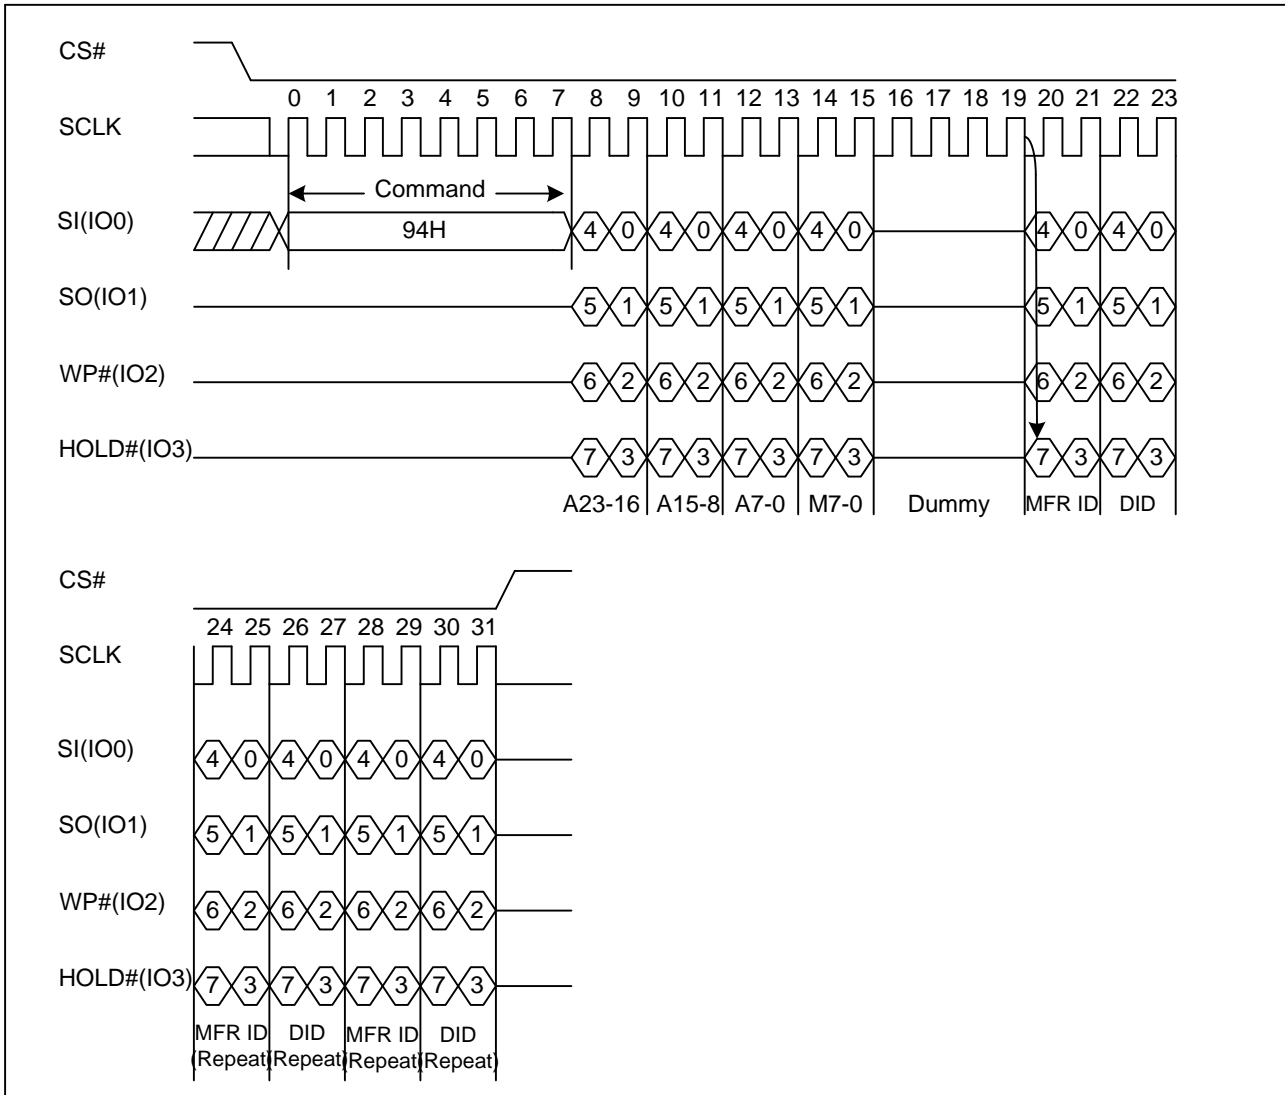 CS#
0 1 2 3 4 5 6 7 8 9 10 11 12 13 14 15 16 17 18 19 20 21 22 23
SCLK
Command
SI(IO0) 94H 4 0 4 0 4 0 4 0 4 0 4 0
SO(IO1) 5 1 5 1 5 1 5 1 5 1 5 1
WP#(IO2) 6 2 6 2 6 2 6 2 6 2 6 2
HOLD#(IO3) 7 3 7 3 7 3 7 3 7 3 7 3
A23-16 A15-8 A7-0 M7-0 Dummy MFR ID DID
CS#
24 25 26 27 28 29 30 31
SCLK
SI(IO0) 4 0 4 0 4 0 4 0
SO(IO1) 5 1 5 1 5 1 5 1
WP#(IO2) 6 2 6 2 6 2 6 2
HOLD#(IO3) 7 3 7 3 7 3 7 3
MFR ID DID MFR ID DID
(Repeat) (Repeat) (Repeat) (Repeat)